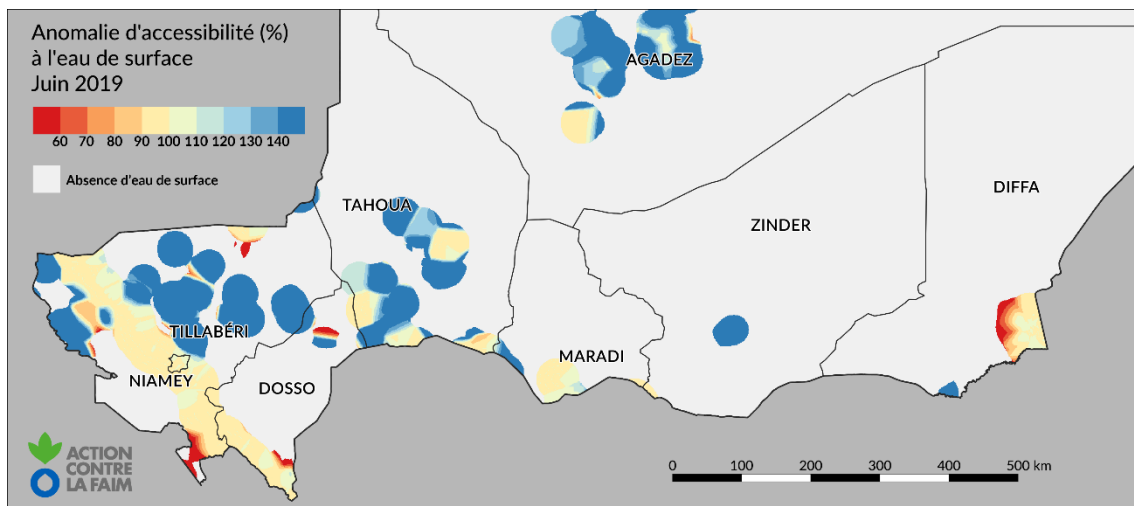 Anomalie d'accessibilité (%)
à l'eau de surface
Juin 2019
60 70 80 90 100 110 120 130 140
Absence d'eau de surface
AGADEZ
TAHOUA
DIFFA
ZINDER
TILLABÉRI
MARADI
NIAMEY
DOSSO
ACTION
CONTRE
LA FAIM
0 100 200 300 400 500 km